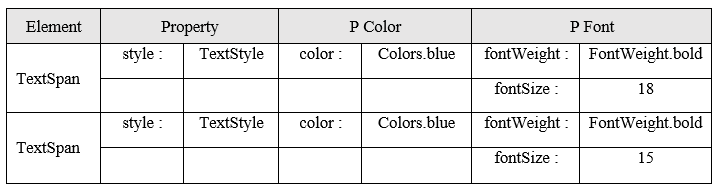 Element Property P Color P Font
style : TextStyle color : Colors.blue fontWeight : FontWeight.bold
TextSpan
fontSize : 18
style : TextStyle color : Colors.blue fontWeight : FontWeight.bold
TextSpan
fontSize : 15